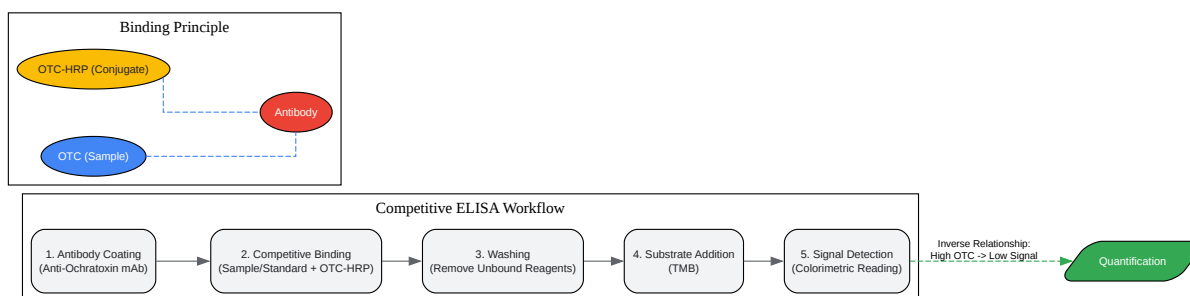 Binding Principle
OTC-HRP (Conjugate)
Antibody
OTC (Sample)
Competitive ELISA Workflow
1. Antibody Coating
(Anti-Ochratoxin mAb)
2. Competitive Binding
(Sample/Standard + OTC-HRP)
3. Washing
(Remove Unbound Reagents)
4. Substrate Addition
(TMB)
5. Signal Detection
(Colorimetric Reading)
Inverse Relationship:
High OTC -> Low Signal
Quantification